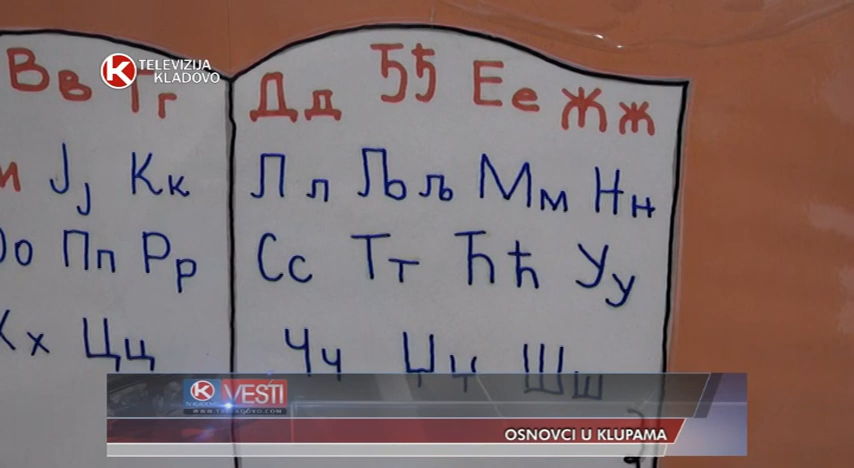 TELEVIZIJA
KLADOVO
Вв Гг
Јј Кк
Оо Пп Рр
Хх Цц
Дд Ђђ Ее Жж
Лл Љљ Мм Нн
Сс Тт Ћћ Уу
Чч Џџ Шш
VESTI
OSNOVCI U KLUPAMA